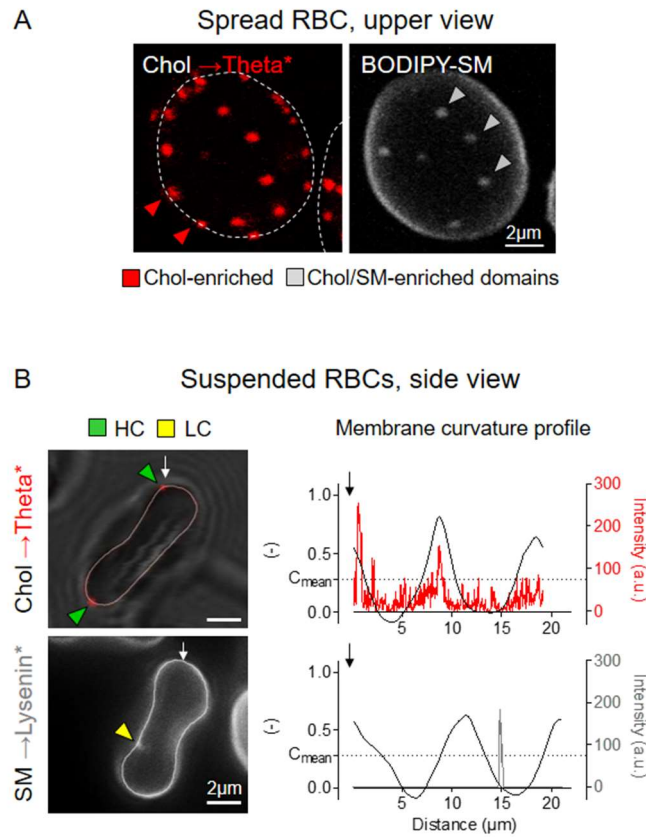 A
Spread RBC, upper view
Chol →Theta*
BODIPY-SM
2µm
Chol-enriched
Chol/SM-enriched domains
B
Suspended RBCs, side view
HC
LC
Membrane curvature profile
Chol →Theta*
1.0
0.5
Cmean
0.0
(-)
5
10
15
20
300
200
100
0
Intensity (a.u.)
SM →Lysenin*
2µm
1.0
0.5
Cmean
0.0
(-)
5
10
15
20
300
200
100
0
Intensity (a.u.)
Distance (µm)